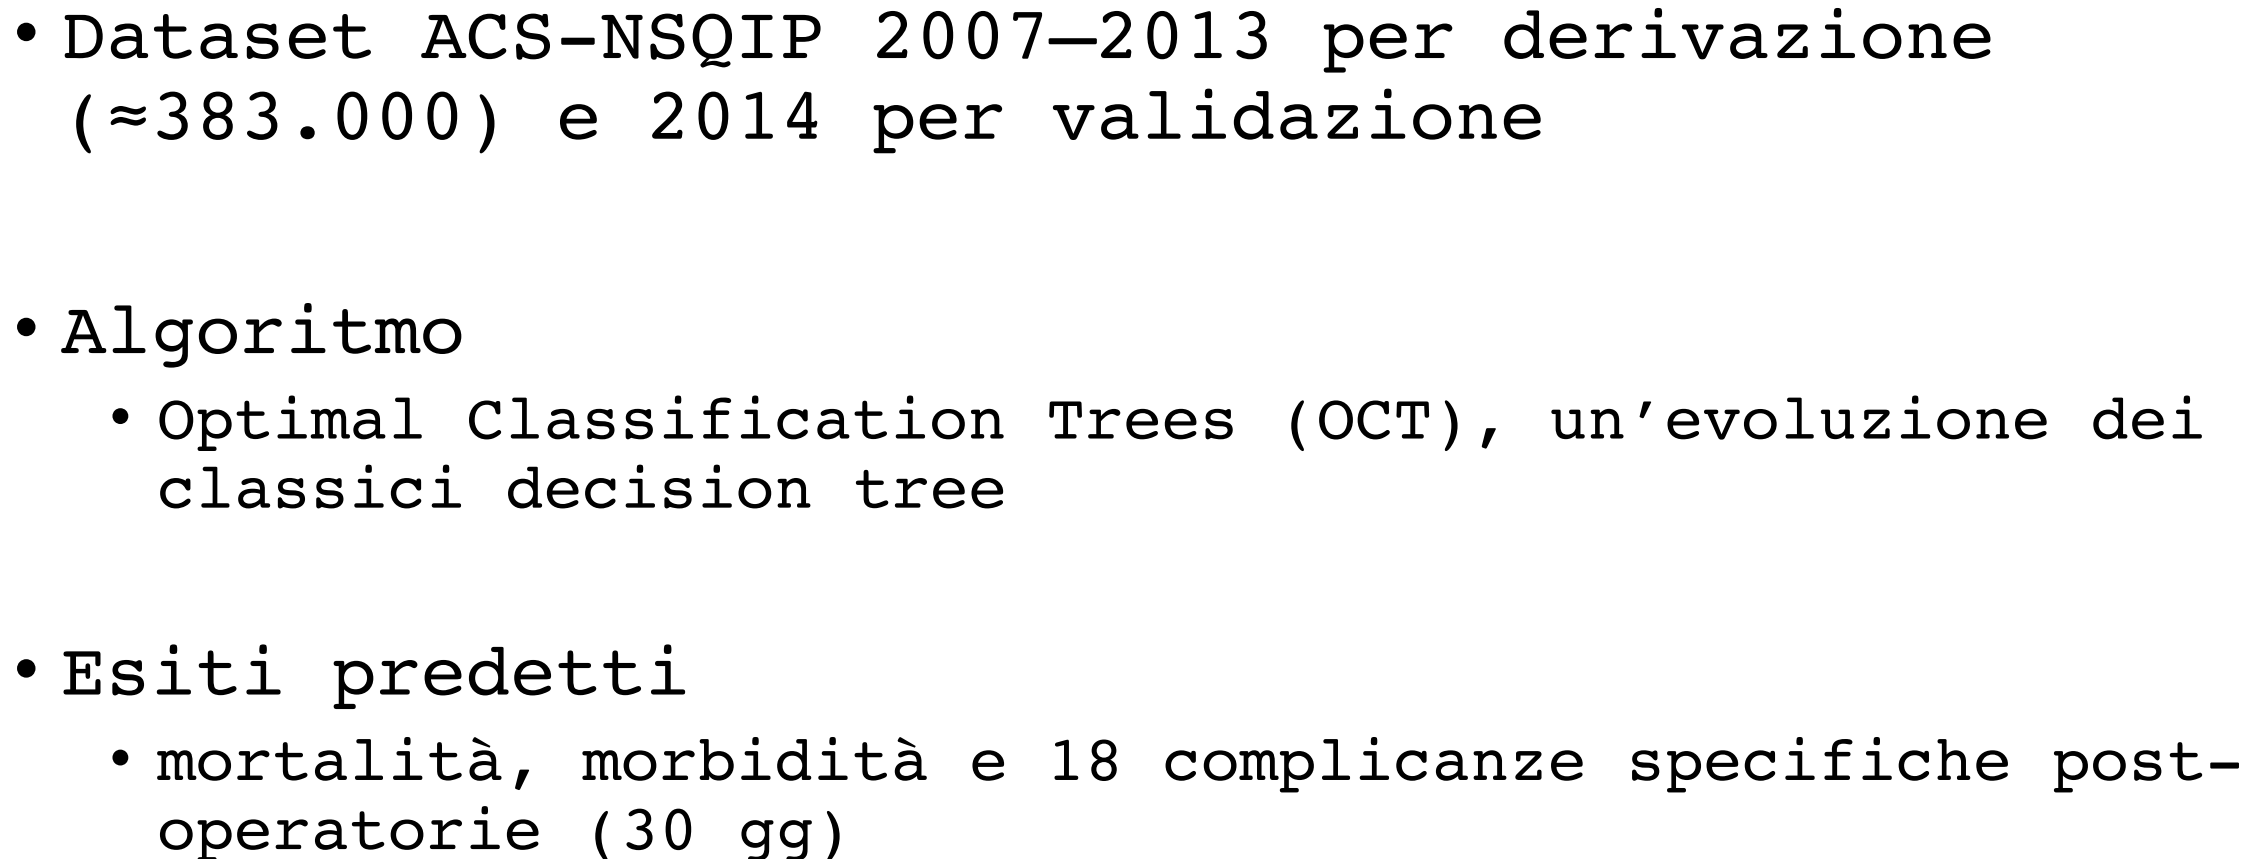 • Dataset ACS-NSQIP 2007–2013 per derivazione
(≈383.000) e 2014 per validazione
• Algoritmo
• Optimal Classification Trees (OCT), un’evoluzione dei
classici decision tree
• Esiti predetti
• mortalità, morbidità e 18 complicanze specifiche post-
operatorie (30 gg)